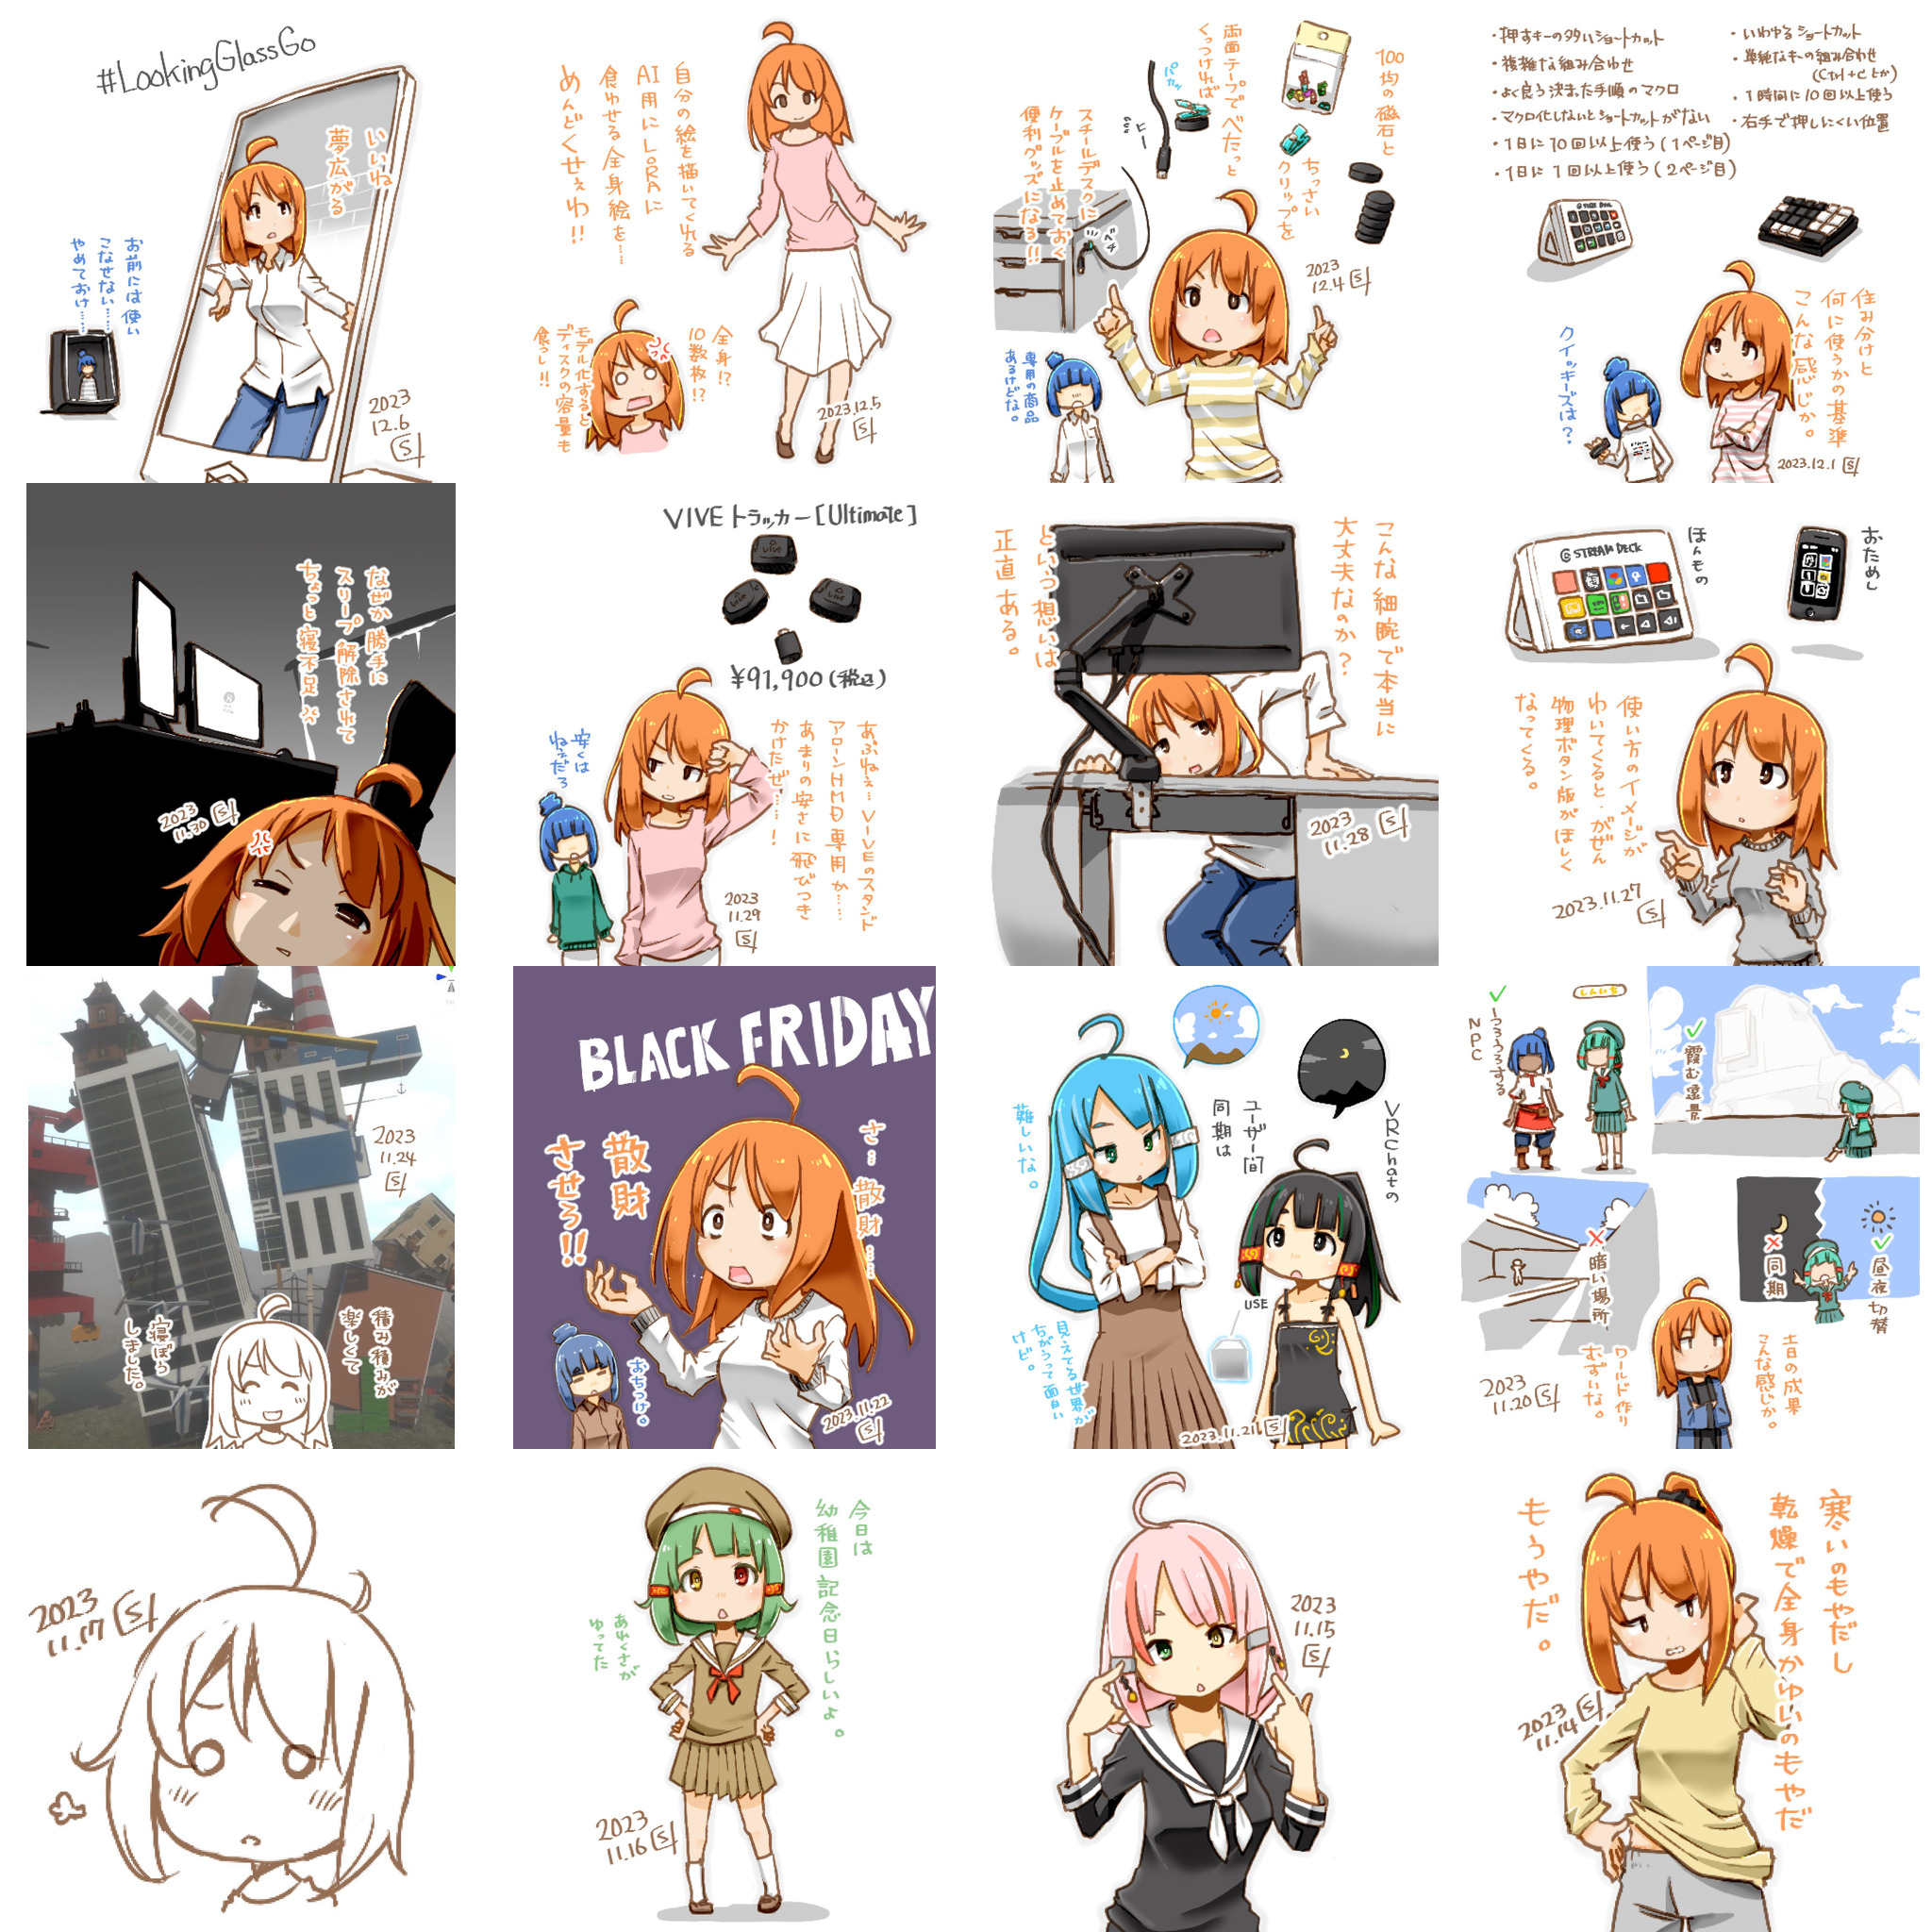 #LookingGlassGo
いいね
夢広がる
お前には使い
こなせない……
やめておけ……
2023
12.6
自分の絵を描いてくれる
AI用にLoRAに
食わせる全身絵を……
めんどくせぇわ!!
全身!?
10数枚!?
モデル化すると
ディスクの容量も
食うし!!
2023.12.5
100均の磁石と
ちっさい
クリップを
両面テープでべたっと
くっつければ
パカッ
スチールデスクに
ケーブルを止めておく
便利グッズになる!!
ベチ
専用の商品
あるけどな。
2023
12.4
・押すキーの多いショートカット
・複雑な組み合わせ
・よく使う決まった手順のマクロ
・マクロ化しないとショートカットがない
・1日に10回以上使う(1ページ目)
・1日に1回以上使う(2ページ目)
・いわゆるショートカット
・単純なキーの組み合わせ
(Ctrl+Cとか)
・1時間に10回以上使う
・右手で押しにくい位置
住み分けと
何に使うかの基準
こんな感じか。
クイッキーズは?
2023.12.1
なぜか勝手に
スリープ解除されて
ちょっと寝不足
2023
11.30
VIVEトラッカー[Ultimate]
VIVE
VIVE
VIVE
¥91,900(税込)
あぶねぇ…VIVEのスタンド
アローンHMD専用か……
あまりの安さに飛びつき
かけたぜ……!
安くは
ねぇだろ
2023
11.29
こんな細腕で本当に
大丈夫なのか?
という想いは
正直ある。
2023
11.28
おためし
ほんもの
STREAM DECK
使い方のイメージが
わいてくると、がぜん
物理ボタン版がほしく
なってくる。
2023.11.27
2023
11.24
積み積みが
楽しくて
寝ぼう
しました。
BLACK FRIDAY
さ…散財……
散財
させろ!!
おちつけ。
2023.11.22
VRChatの
ユーザー間
同期は
難しいな。
USE
見えてる世界が
ちがうって面白い
けど。
2023.11.21
うろうろする
NPC
しんいち
霞む遠景
暗い場所
昼夜切替
同期
土日の成果
こんな感じか。
ワールド作り
むずいな。
2023
11.20
2023
11.17
今日は
幼稚園記念日らしいよ。
あれくさが
ゆってた
2023
11.16
2023
11.15
寒いのもやだし
乾燥で全身かゆいのもやだ
もうやだ。
2023
11.14